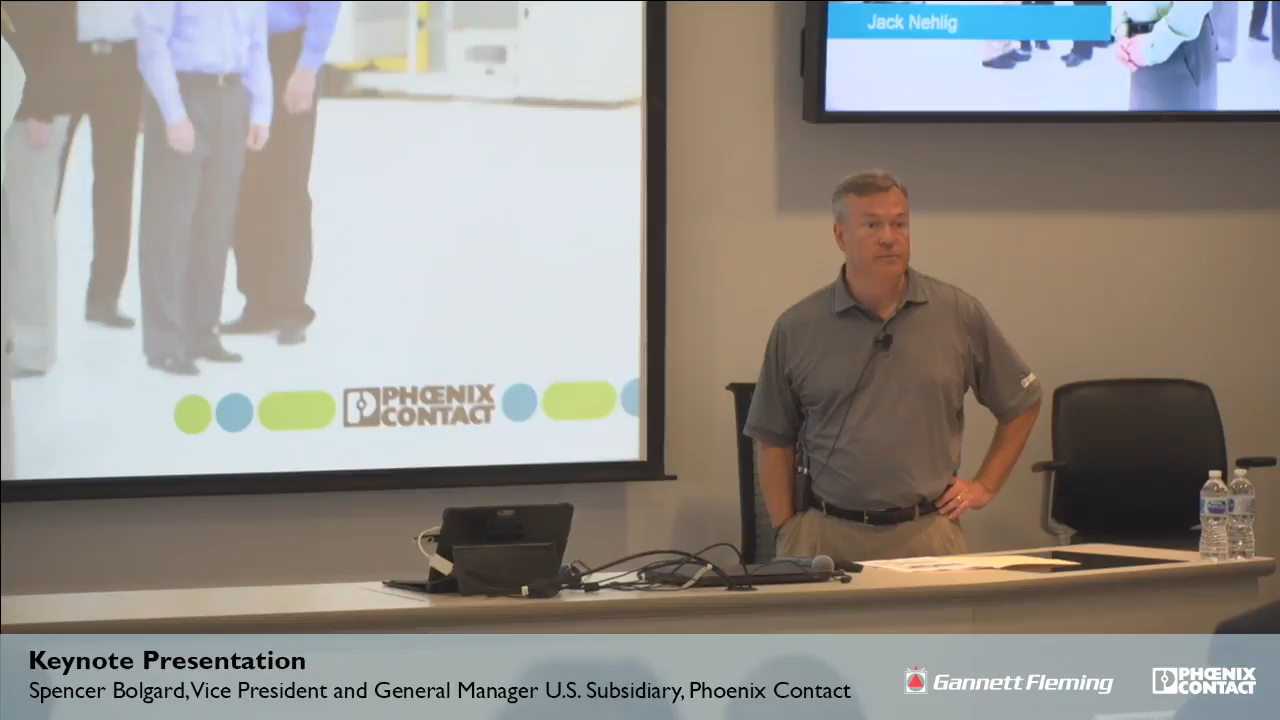 Jack Nehlig
PHŒNIX
CONTACT
Keynote Presentation
Spencer Bolgard, Vice President and General Manager U.S. Subsidiary, Phoenix Contact
Gannett Fleming
PHŒNIX
CONTACT